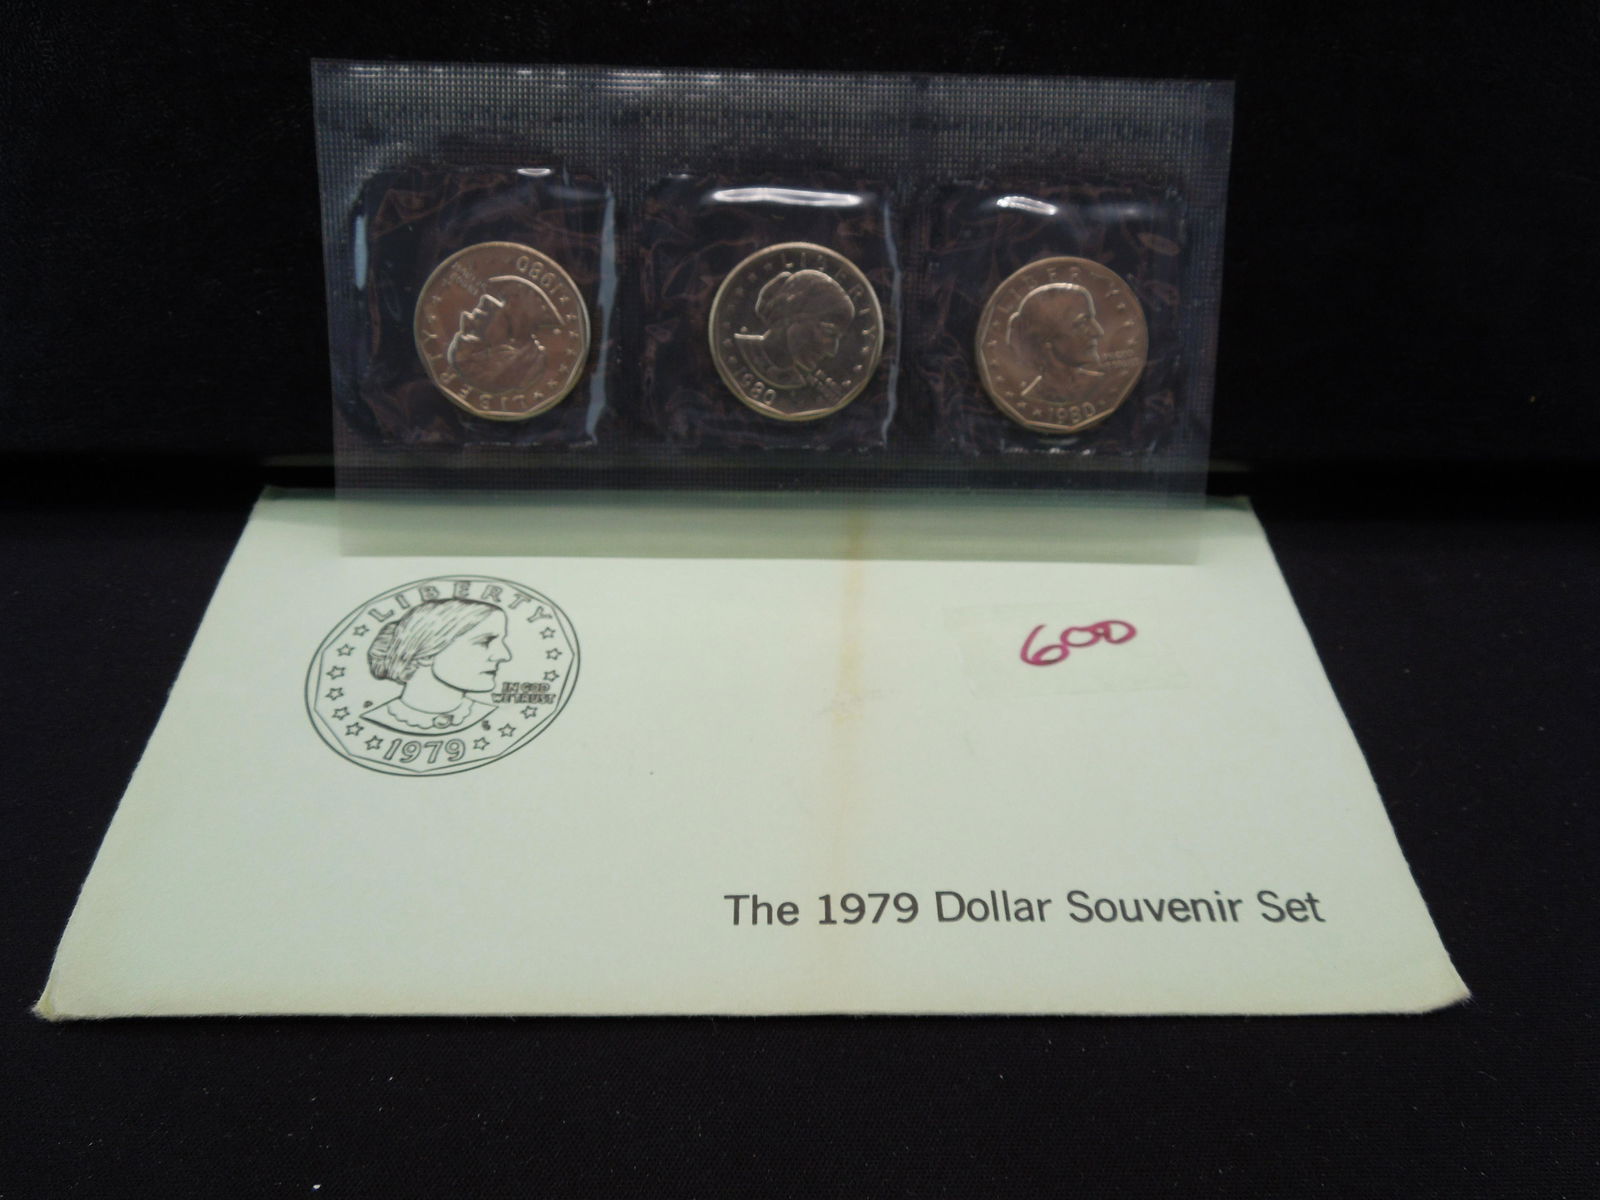 LIBERTY
1980
LIBERTY
1980
LIBERTY
1980
LIBERTY
IN GOD
WE TRUST
1979
600
The 1979 Dollar Souvenir Set